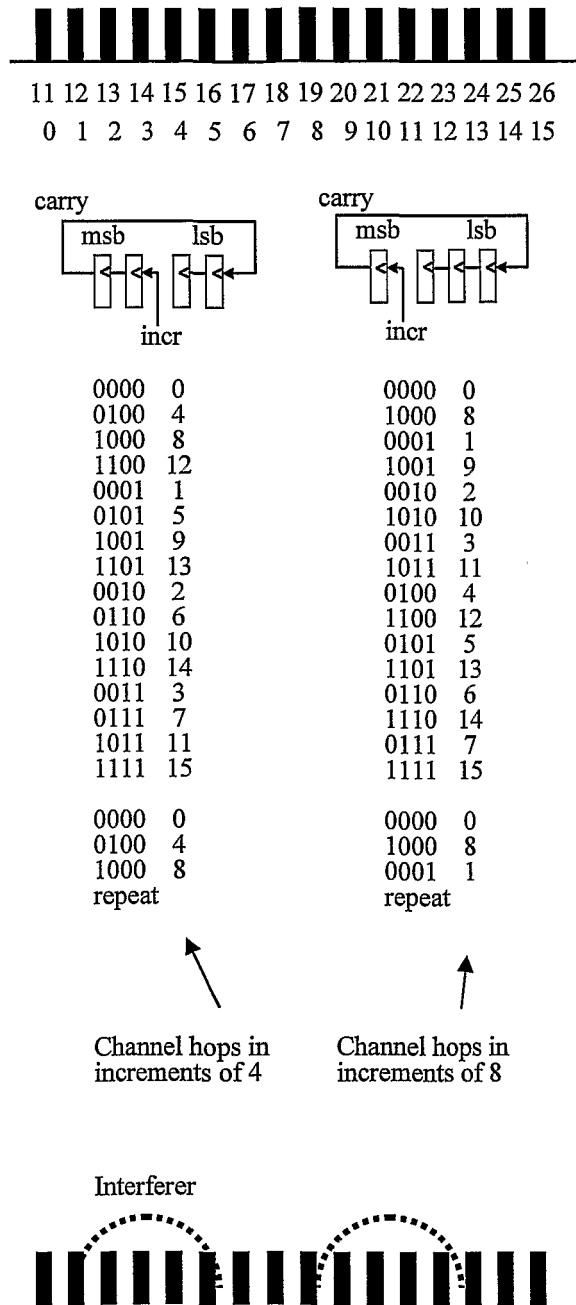 11 12 13 14 15 16 17 18 19 20 21 22 23 24 25 26
0 1 2 3 4 5 6 7 8 9 10 11 12 13 14 15
carry
msb lsb
incr
0000 0
0100 4
1000 8
1100 12
0001 1
0101 5
1001 9
1101 13
0010 2
0110 6
1010 10
1110 14
0011 3
0111 7
1011 11
1111 15
0000 0
0100 4
1000 8
repeat
Channel hops in
increments of 4
carry
msb lsb
incr
0000 0
1000 8
0001 1
1001 9
0010 2
1010 10
0011 3
1011 11
0100 4
1100 12
0101 5
1101 13
0110 6
1110 14
0111 7
1111 15
0000 0
1000 8
0001 1
repeat
Channel hops in
increments of 8
Interferer